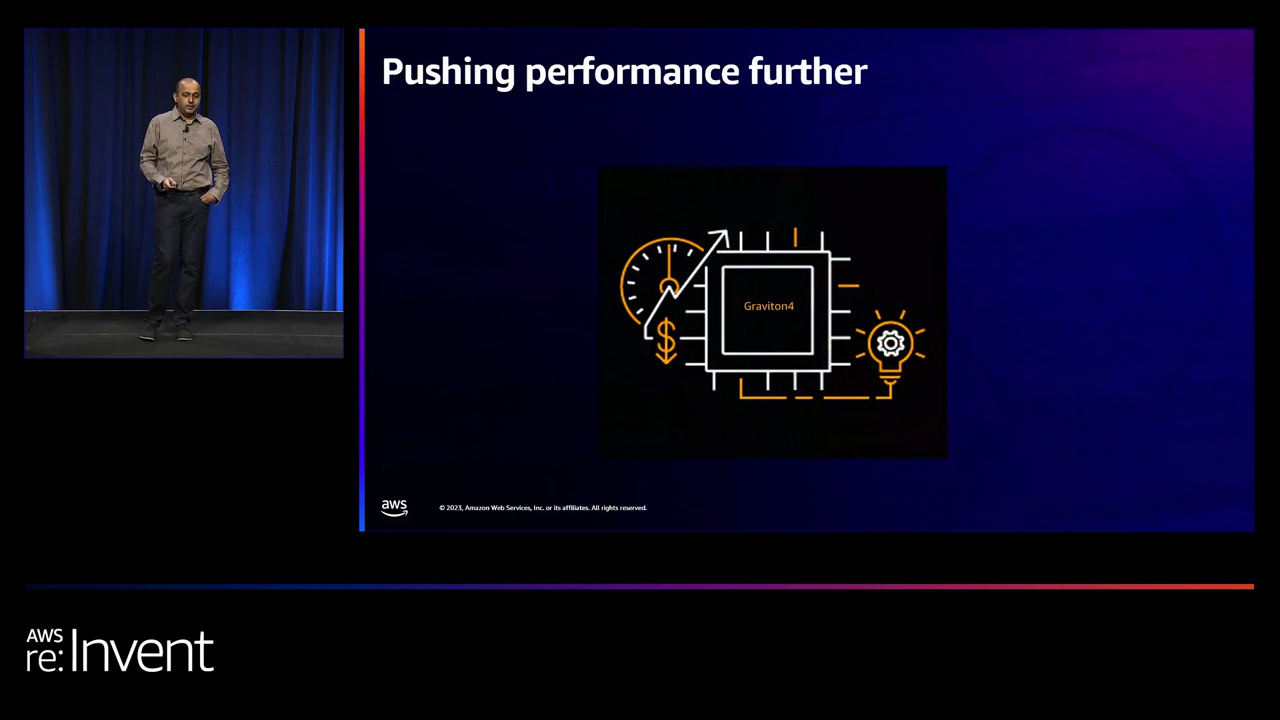 Pushing performance further
Graviton4
$
aws
© 2023, Amazon Web Services, Inc. or its affiliates. All rights reserved.
AWS
re:Invent